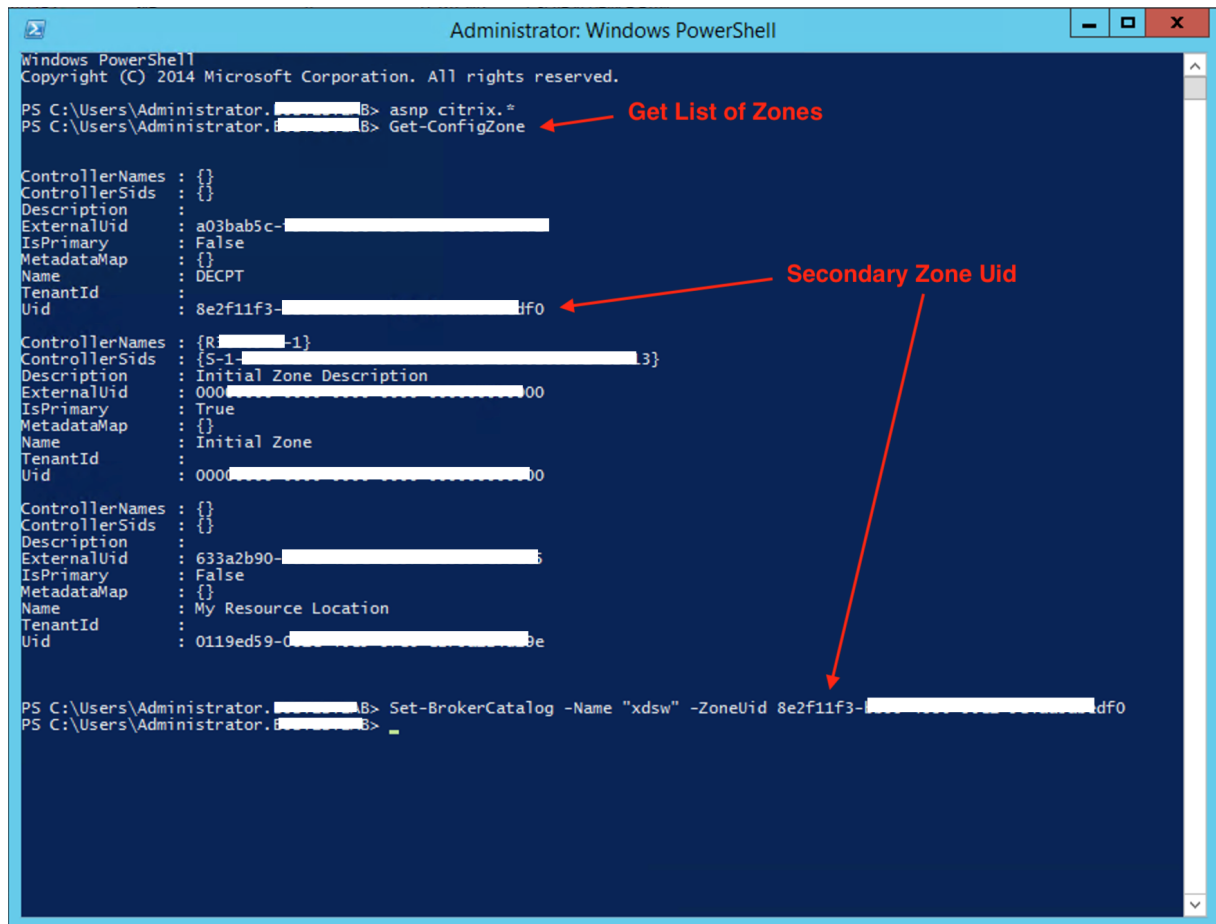 Administrator: Windows PowerShell
Windows PowerShell
Copyright (C) 2014 Microsoft Corporation. All rights reserved.
PS C:\Users\Administrator. B> asnp citrix.*
PS C:\Users\Administrator. B> Get-ConfigZone
Get List of Zones
ControllerNames : {}
ControllerSids : {}
Description :
ExternalUid : a03bab5c-
IsPrimary : False
MetadataMap : {}
Name : DECPT
TenantId :
Uid : 8e2f11f3- df0
Secondary Zone Uid
ControllerNames : {R -1}
ControllerSids : {S-1- 13}
Description : Initial Zone Description
ExternalUid : 000 00
IsPrimary : True
MetadataMap : {}
Name : Initial Zone
TenantId :
Uid : 000 00
ControllerNames : {}
ControllerSids : {}
Description :
ExternalUid : 633a2b90-
IsPrimary : False
MetadataMap : {}
Name : My Resource Location
TenantId :
Uid : 0119ed59- 9e
PS C:\Users\Administrator. AB> Set-BrokerCatalog -Name "xdsw" -ZoneUid 8e2f11f3- df0
PS C:\Users\Administrator. B>